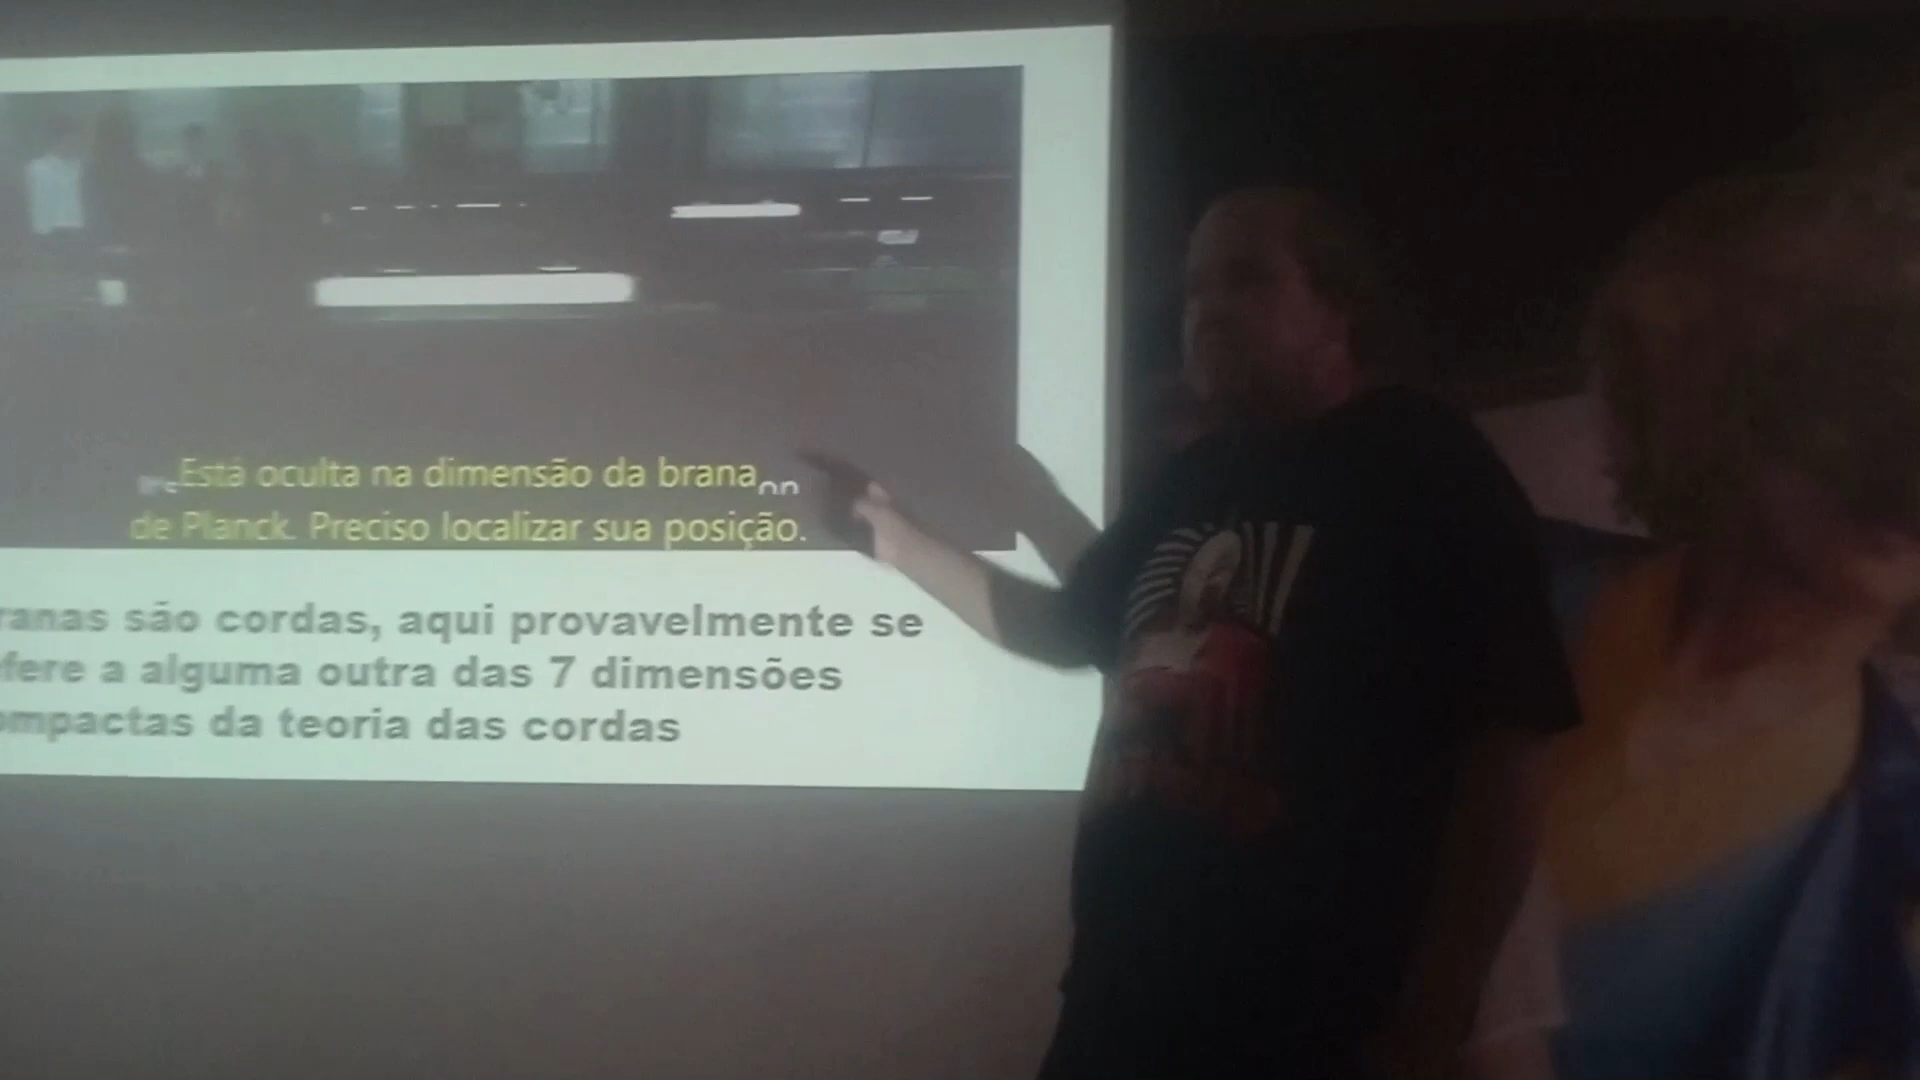 Está oculta na dimensão da brana
de Planck. Preciso localizar sua posição.
ranas são cordas, aqui provavelmente se
fere a alguma outra das 7 dimensões
ompactas da teoria das cordas